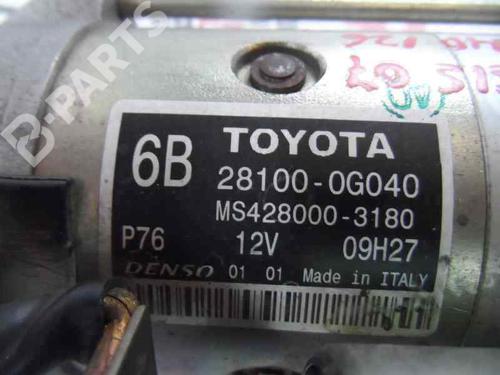 B-PARTS
6B TOYOTA
28100-0G040
MS428000-3180
P76 12V 09H27
DENSO 01 01 Made in ITALY